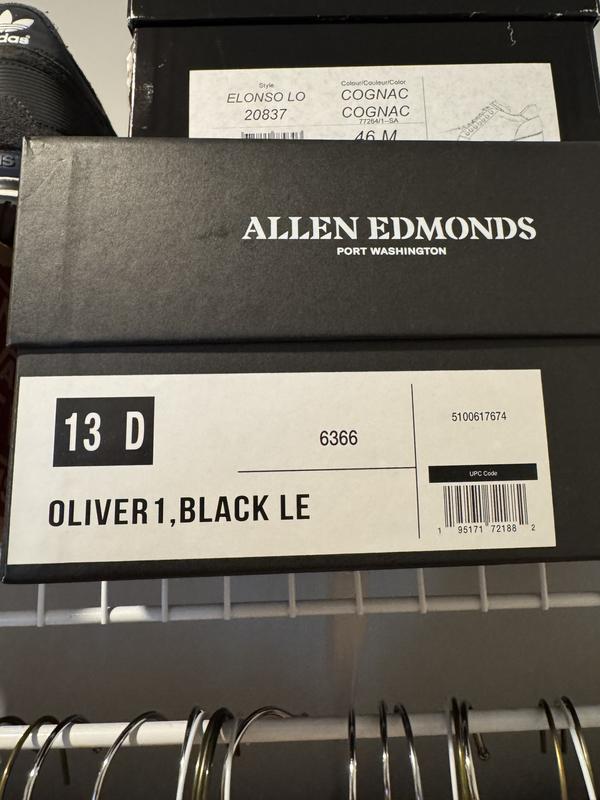 adas
Style
ELONSO LO
20837
Colour/Couleur/Color
COGNAC
COGNAC
77264/1--SA
46 M
ALLEN EDMONDS
PORT WASHINGTON
13 D
6366
5100617674
UPC Code
OLIVER1,BLACK LE
1 95171 72188 2